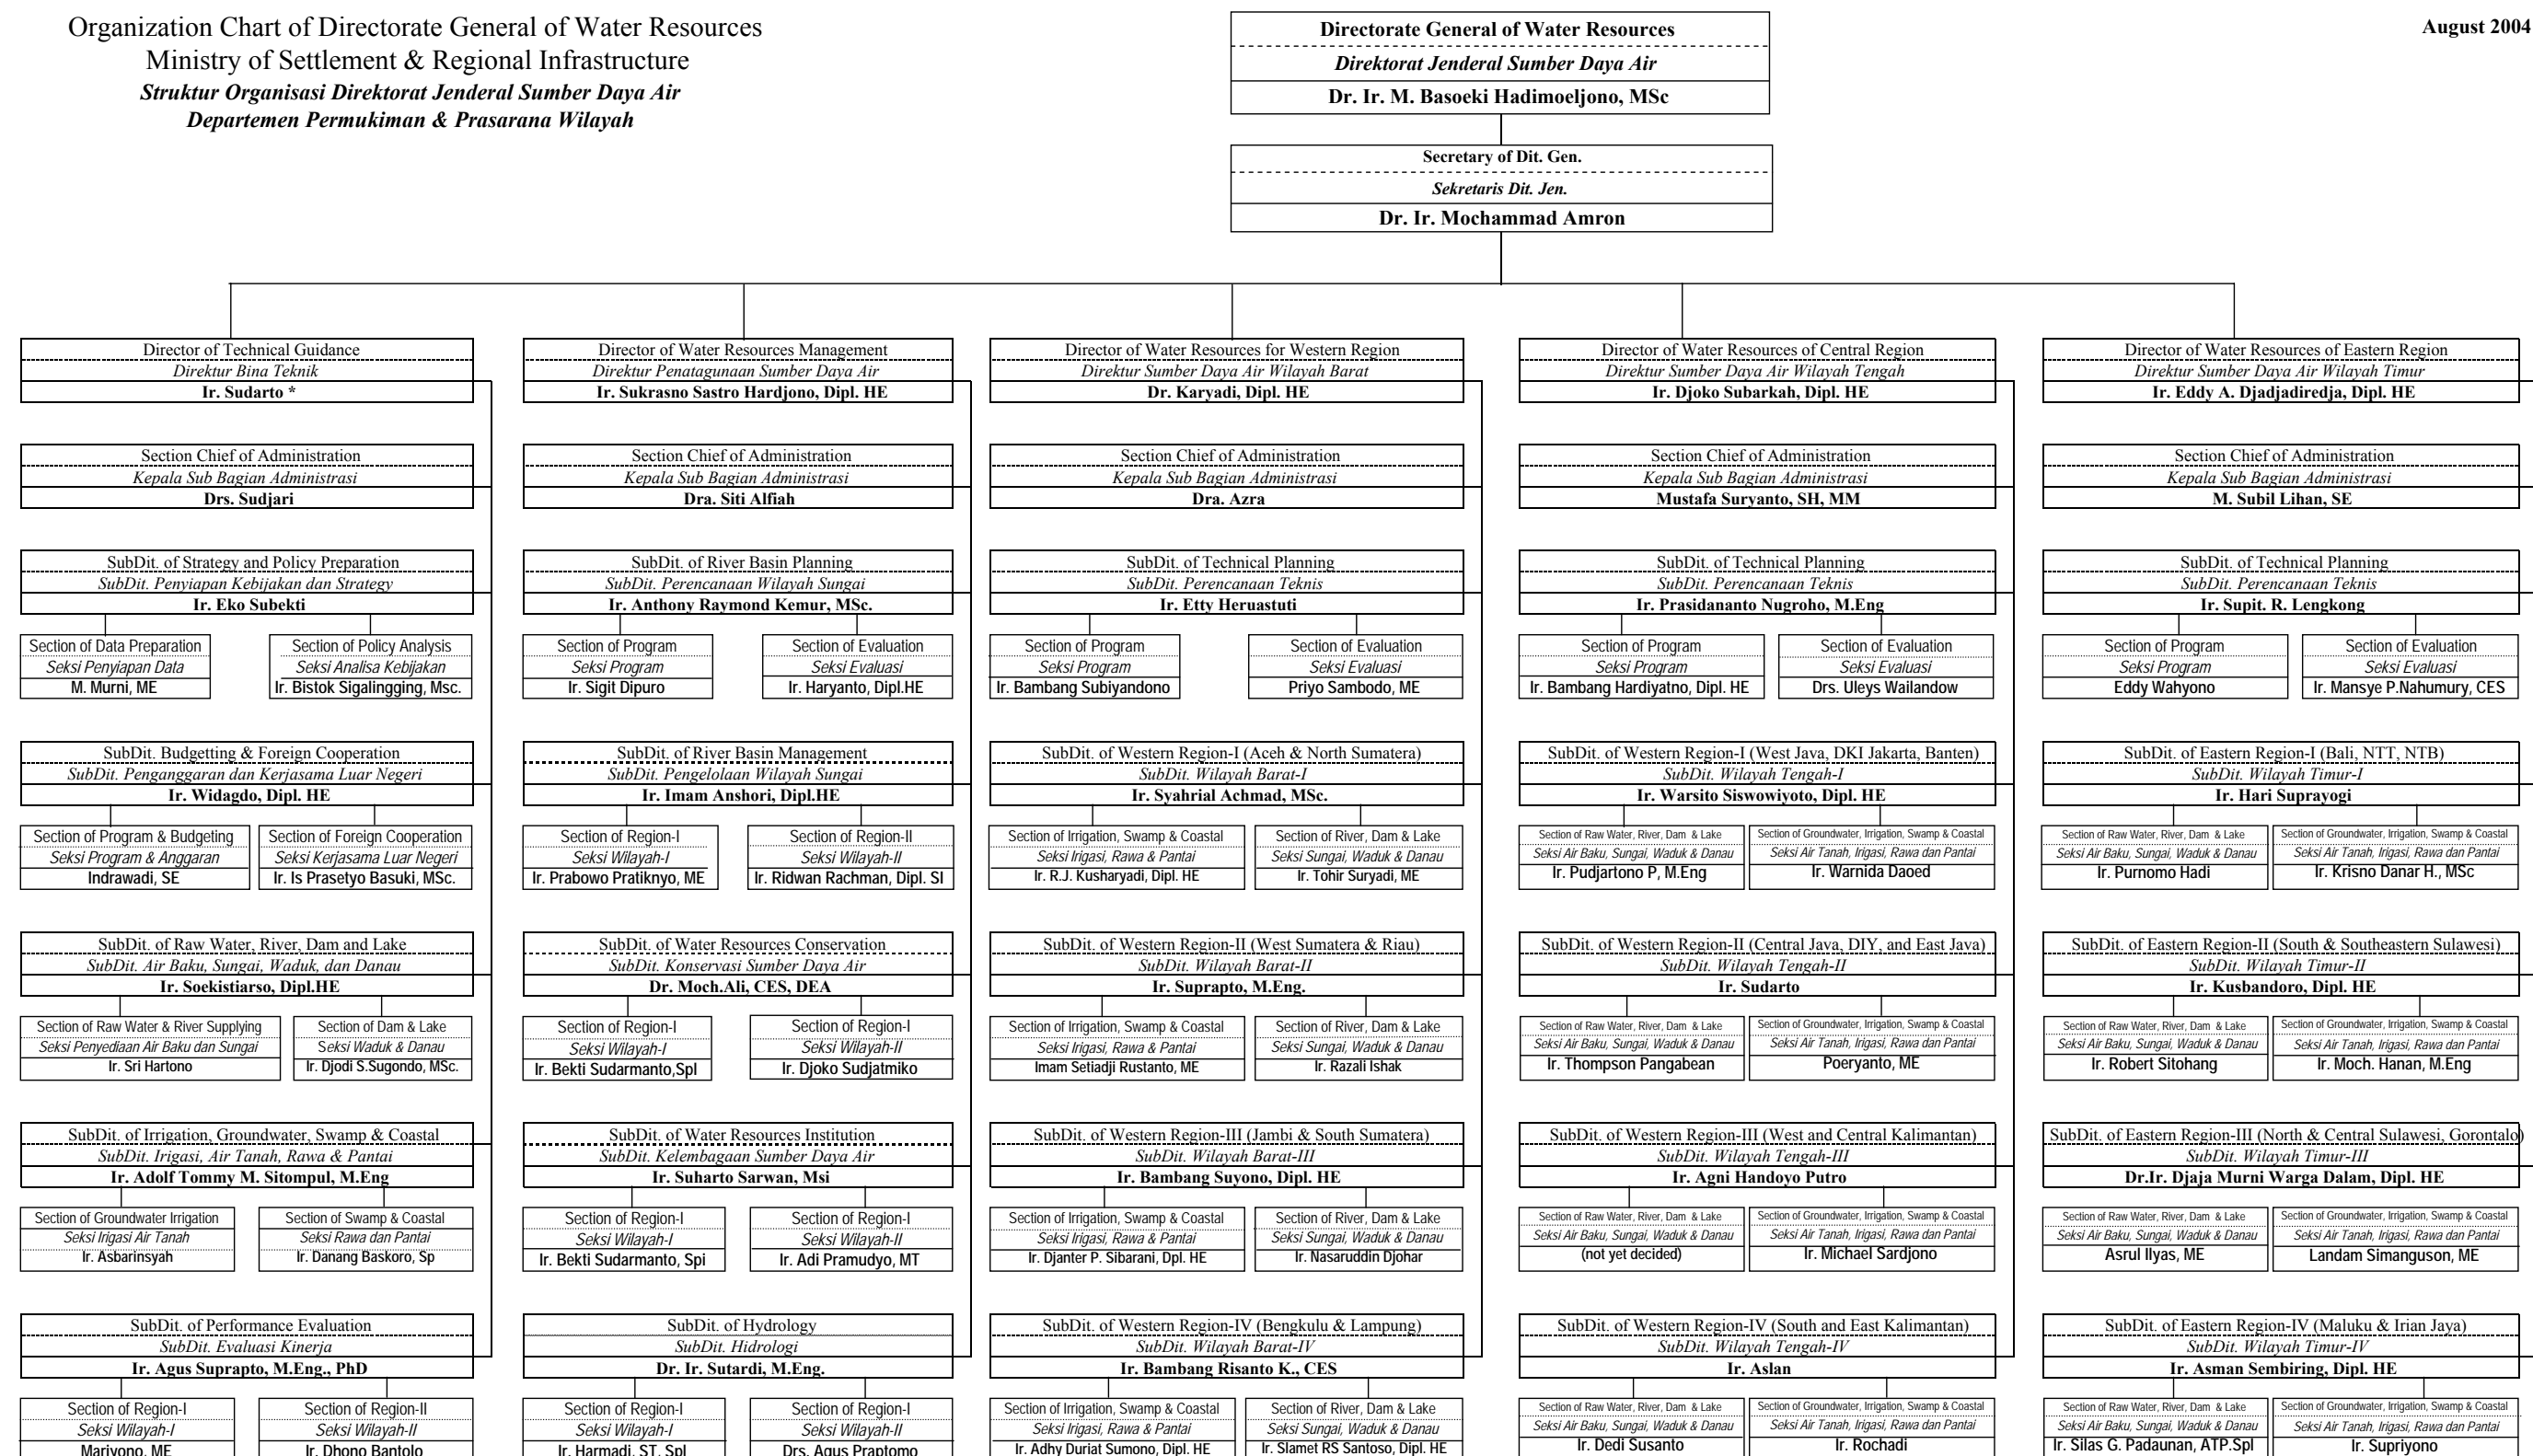 Organization Chart of Directorate General of Water Resources
Ministry of Settlement & Regional Infrastructure
Struktur Organisasi Direktorat Jenderal Sumber Daya Air
Departemen Permukiman & Prasarana Wilayah
August 2004
Directorate General of Water Resources
Direktorat Jenderal Sumber Daya Air
Dr. Ir. M. Basoeki Hadimoeljono, MSc
Secretary of Dit. Gen.
Sekretaris Dit. Jen.
Dr. Ir. Mochammad Amron
Director of Technical Guidance
Direktur Bina Teknik
Ir. Sudarto *
Section Chief of Administration
Kepala Sub Bagian Administrasi
Drs. Sudjari
SubDit. of Strategy and Policy Preparation
SubDit. Penyiapan Kebijakan dan Strategy
Ir. Eko Subekti
Section of Data Preparation
Seksi Penyiapan Data
M. Murni, ME
Section of Policy Analysis
Seksi Analisa Kebijakan
Ir. Bistok Sigalingging, Msc.
SubDit. Budgetting & Foreign Cooperation
SubDit. Penganggaran dan Kerjasama Luar Negeri
Ir. Widagdo, Dipl. HE
Section of Program & Budgeting
Seksi Program & Anggaran
Indrawadi, SE
Section of Foreign Cooperation
Seksi Kerjasama Luar Negeri
Ir. Is Prasetyo Basuki, MSc.
SubDit. of Raw Water, River, Dam and Lake
SubDit. Air Baku, Sungai, Waduk, dan Danau
Ir. Soekistiarso, Dipl.HE
Section of Raw Water & River Supplying
Seksi Penyediaan Air Baku dan Sungai
Ir. Sri Hartono
Section of Dam & Lake
Seksi Waduk & Danau
Ir. Djodi S.Sugondo, MSc.
SubDit. of Irrigation, Groundwater, Swamp & Coastal
SubDit. Irigasi, Air Tanah, Rawa & Pantai
Ir. Adolf Tommy M. Sitompul, M.Eng
Section of Groundwater Irrigation
Seksi Irigasi Air Tanah
Ir. Asbarinsyah
Section of Swamp & Coastal
Seksi Rawa dan Pantai
Ir. Danang Baskoro, Sp
SubDit. of Performance Evaluation
SubDit. Evaluasi Kinerja
Ir. Agus Suprapto, M.Eng., PhD
Section of Region-I
Seksi Wilayah-I
Mariyono, ME
Section of Region-II
Seksi Wilayah-II
Ir. Dhono Bantolo
Director of Water Resources Management
Direktur Penatagunaan Sumber Daya Air
Ir. Sukrasno Sastro Hardjono, Dipl. HE
Section Chief of Administration
Kepala Sub Bagian Administrasi
Dra. Siti Alfiah
SubDit. of River Basin Planning
SubDit. Perencanaan Wilayah Sungai
Ir. Anthony Raymond Kemur, MSc.
Section of Program
Seksi Program
Ir. Sigit Dipuro
Section of Evaluation
Seksi Evaluasi
Ir. Haryanto, Dipl.HE
SubDit. of River Basin Management
SubDit. Pengelolaan Wilayah Sungai
Ir. Imam Anshori, Dipl.HE
Section of Region-I
Seksi Wilayah-I
Ir. Prabowo Pratiknyo, ME
Section of Region-II
Seksi Wilayah-II
Ir. Ridwan Rachman, Dipl. SI
SubDit. of Water Resources Conservation
SubDit. Konservasi Sumber Daya Air
Dr. Moch.Ali, CES, DEA
Section of Region-I
Seksi Wilayah-I
Ir. Bekti Sudarmanto,Spl
Section of Region-I
Seksi Wilayah-II
Ir. Djoko Sudjatmiko
SubDit. of Water Resources Institution
SubDit. Kelembagaan Sumber Daya Air
Ir. Suharto Sarwan, Msi
Section of Region-I
Seksi Wilayah-I
Ir. Bekti Sudarmanto, Spi
Section of Region-I
Seksi Wilayah-II
Ir. Adi Pramudyo, MT
SubDit. of Hydrology
SubDit. Hidrologi
Dr. Ir. Sutardi, M.Eng.
Section of Region-I
Seksi Wilayah-I
Ir. Harmadi, ST, Spl
Section of Region-I
Seksi Wilayah-II
Drs. Agus Praptomo
Director of Water Resources for Western Region
Direktur Sumber Daya Air Wilayah Barat
Dr. Karyadi, Dipl. HE
Section Chief of Administration
Kepala Sub Bagian Administrasi
Dra. Azra
SubDit. of Technical Planning
SubDit. Perencanaan Teknis
Ir. Etty Heruastuti
Section of Program
Seksi Program
Ir. Bambang Subiyandono
Section of Evaluation
Seksi Evaluasi
Priyo Sambodo, ME
SubDit. of Western Region-I (Aceh & North Sumatera)
SubDit. Wilayah Barat-I
Ir. Syahrial Achmad, MSc.
Section of Irrigation, Swamp & Coastal
Seksi Irigasi, Rawa & Pantai
Ir. R.J. Kusharyadi, Dipl. HE
Section of River, Dam & Lake
Seksi Sungai, Waduk & Danau
Ir. Tohir Suryadi, ME
SubDit. of Western Region-II (West Sumatera & Riau)
SubDit. Wilayah Barat-II
Ir. Suprapto, M.Eng.
Section of Irrigation, Swamp & Coastal
Seksi Irigasi, Rawa & Pantai
Imam Setiadji Rustanto, ME
Section of River, Dam & Lake
Seksi Sungai, Waduk & Danau
Ir. Razali Ishak
SubDit. of Western Region-III (Jambi & South Sumatera)
SubDit. Wilayah Barat-III
Ir. Bambang Suyono, Dipl. HE
Section of Irrigation, Swamp & Coastal
Seksi Irigasi, Rawa & Pantai
Ir. Djanter P. Sibarani, Dpl. HE
Section of River, Dam & Lake
Seksi Sungai, Waduk & Danau
Ir. Nasaruddin Djohar
SubDit. of Western Region-IV (Bengkulu & Lampung)
SubDit. Wilayah Barat-IV
Ir. Bambang Risanto K., CES
Section of Irrigation, Swamp & Coastal
Seksi Irigasi, Rawa & Pantai
Ir. Adhy Duriat Sumono, Dipl. HE
Section of River, Dam & Lake
Seksi Sungai, Waduk & Danau
Ir. Slamet RS Santoso, Dipl. HE
Director of Water Resources of Central Region
Direktur Sumber Daya Air Wilayah Tengah
Ir. Djoko Subarkah, Dipl. HE
Section Chief of Administration
Kepala Sub Bagian Administrasi
Mustafa Suryanto, SH, MM
SubDit. of Technical Planning
SubDit. Perencanaan Teknis
Ir. Prasidananto Nugroho, M.Eng
Section of Program
Seksi Program
Ir. Bambang Hardiyatno, Dipl. HE
Section of Evaluation
Seksi Evaluasi
Drs. Uleys Wailandow
SubDit. of Western Region-I (West Java, DKI Jakarta, Banten)
SubDit. Wilayah Tengah-I
Ir. Warsito Siswowiyoto, Dipl. HE
Section of Raw Water, River, Dam & Lake
Seksi Air Baku, Sungai, Waduk & Danau
Ir. Pudjartono P, M.Eng
Section of Groundwater, Irrigation, Swamp & Coastal
Seksi Air Tanah, Irigasi, Rawa dan Pantai
Ir. Warnida Daoed
SubDit. of Western Region-II (Central Java, DIY, and East Java)
SubDit. Wilayah Tengah-II
Ir. Sudarto
Section of Raw Water, River, Dam & Lake
Seksi Air Baku, Sungai, Waduk & Danau
Ir. Thompson Pangabean
Section of Groundwater, Irrigation, Swamp & Coastal
Seksi Air Tanah, Irigasi, Rawa dan Pantai
Poeryanto, ME
SubDit. of Western Region-III (West and Central Kalimantan)
SubDit. Wilayah Tengah-III
Ir. Agni Handoyo Putro
Section of Raw Water, River, Dam & Lake
Seksi Air Baku, Sungai, Waduk & Danau
(not yet decided)
Section of Groundwater, Irrigation, Swamp & Coastal
Seksi Air Tanah, Irigasi, Rawa dan Pantai
Ir. Michael Sardjono
SubDit. of Western Region-IV (South and East Kalimantan)
SubDit. Wilayah Tengah-IV
Ir. Aslan
Section of Raw Water, River, Dam & Lake
Seksi Air Baku, Sungai, Waduk & Danau
Ir. Dedi Susanto
Section of Groundwater, Irrigation, Swamp & Coastal
Seksi Air Tanah, Irigasi, Rawa dan Pantai
Ir. Rochadi
Director of Water Resources of Eastern Region
Direktur Sumber Daya Air Wilayah Timur
Ir. Eddy A. Djadjadiredja, Dipl. HE
Section Chief of Administration
Kepala Sub Bagian Administrasi
M. Subil Lihan, SE
SubDit. of Technical Planning
SubDit. Perencanaan Teknis
Ir. Supit. R. Lengkong
Section of Program
Seksi Program
Eddy Wahyono
Section of Evaluation
Seksi Evaluasi
Ir. Mansye P.Nahumury, CES
SubDit. of Eastern Region-I (Bali, NTT, NTB)
SubDit. Wilayah Timur-I
Ir. Hari Suprayogi
Section of Raw Water, River, Dam & Lake
Seksi Air Baku, Sungai, Waduk & Danau
Ir. Purnomo Hadi
Section of Groundwater, Irrigation, Swamp & Coastal
Seksi Air Tanah, Irigasi, Rawa dan Pantai
Ir. Krisno Danar H., MSc
SubDit. of Eastern Region-II (South & Southeastern Sulawesi)
SubDit. Wilayah Timur-II
Ir. Kusbandoro, Dipl. HE
Section of Raw Water, River, Dam & Lake
Seksi Air Baku, Sungai, Waduk & Danau
Ir. Robert Sitohang
Section of Groundwater, Irrigation, Swamp & Coastal
Seksi Air Tanah, Irigasi, Rawa dan Pantai
Ir. Moch. Hanan, M.Eng
SubDit. of Eastern Region-III (North & Central Sulawesi, Gorontalo)
SubDit. Wilayah Timur-III
Dr.Ir. Djaja Murni Warga Dalam, Dipl. HE
Section of Raw Water, River, Dam & Lake
Seksi Air Baku, Sungai, Waduk & Danau
Asrul Ilyas, ME
Section of Groundwater, Irrigation, Swamp & Coastal
Seksi Air Tanah, Irigasi, Rawa dan Pantai
Landam Simanguson, ME
SubDit. of Eastern Region-IV (Maluku & Irian Jaya)
SubDit. Wilayah Timur-IV
Ir. Asman Sembiring, Dipl. HE
Section of Raw Water, River, Dam & Lake
Seksi Air Baku, Sungai, Waduk & Danau
Ir. Silas G. Padaunan, ATP.Spl
Section of Groundwater, Irrigation, Swamp & Coastal
Seksi Air Tanah, Irigasi, Rawa dan Pantai
Ir. Supriyono